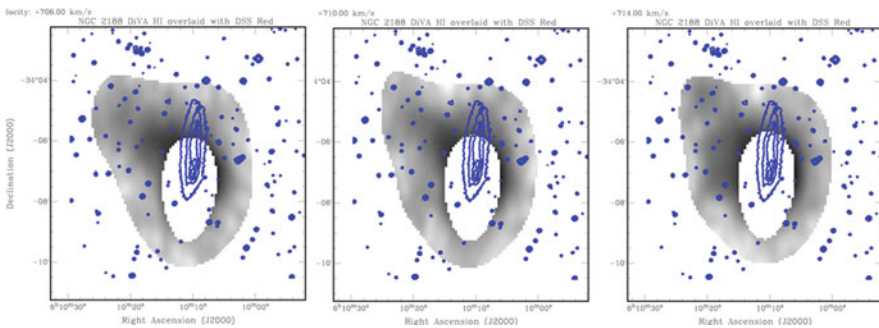 locity: +706.00 km/s
NGC 2188 DiVA HI overlaid with DSS Red
-34°04'
-06
-08
-10
Declination (J2000)
6ʰ10ᵐ30ˢ 10ᵐ20ˢ 10ᵐ10ˢ 10ᵐ00ˢ
Right Ascension (J2000)
+710.00 km/s
NGC 2188 DiVA HI overlaid with DSS Red
4°04'
-06
-08
-10
6ʰ10ᵐ30ˢ 10ᵐ20ˢ 10ᵐ10ˢ 10ᵐ00ˢ
Right Ascension (J2000)
+714.00 km/s
NGC 2188 DiVA HI overlaid with DSS Red
4°04'
-06
-08
-10
6ʰ10ᵐ30ˢ 10ᵐ20ˢ 10ᵐ10ˢ 10ᵐ00ˢ
Right Ascension (J2000)